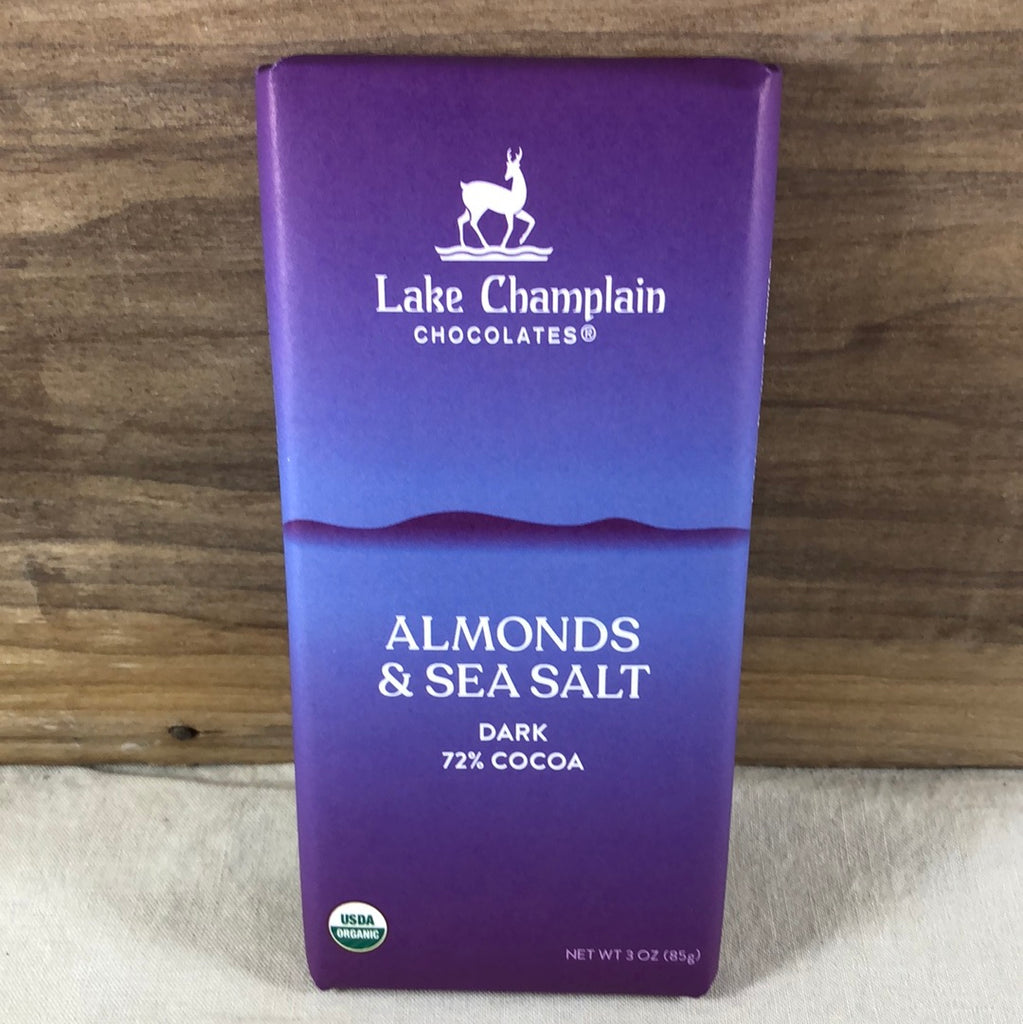 Lake Champlain
CHOCOLATES®
ALMONDS
& SEA SALT
DARK
72% COCOA
USDA
ORGANIC
NET WT 3 OZ (85g)